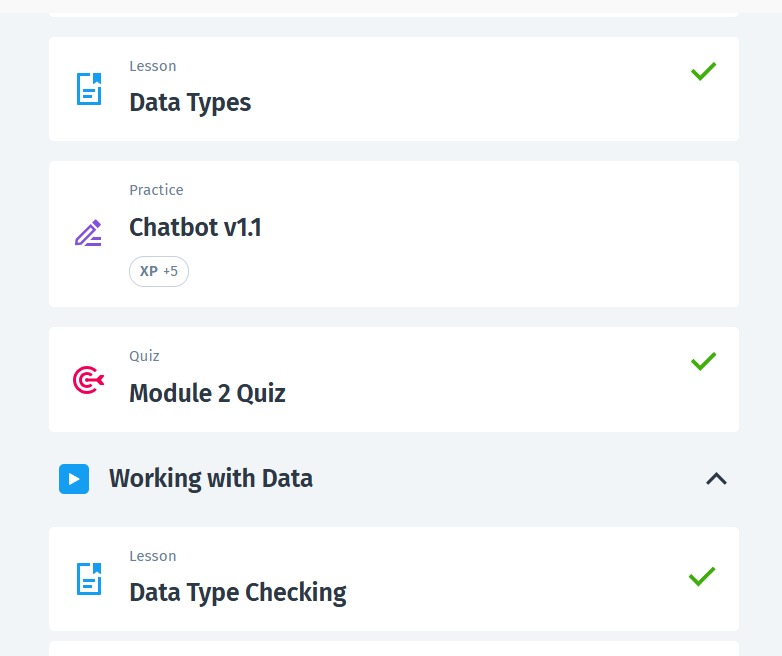 Lesson
Data Types
Practice
Chatbot v1.1
XP +5
Quiz
Module 2 Quiz
Working with Data
Lesson
Data Type Checking